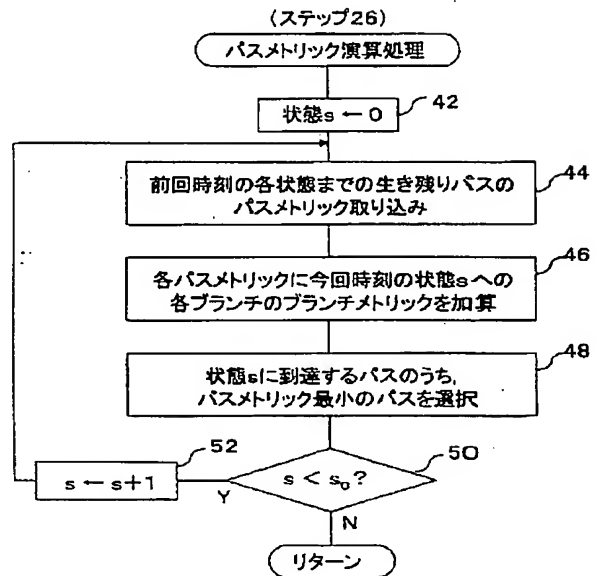 (ステップ26)
パスメトリック演算処理
状態s ← 0
42
前回時刻の各状態までの生き残りパスの
パスメトリック取り込み
44
各パスメトリックに今回時刻の状態sへの
各ブランチのブランチメトリックを加算
46
状態sに到達するパスのうち,
パスメトリック最小のパスを選択
48
s < s₀?
50
Y
N
s ← s+1
52
リターン